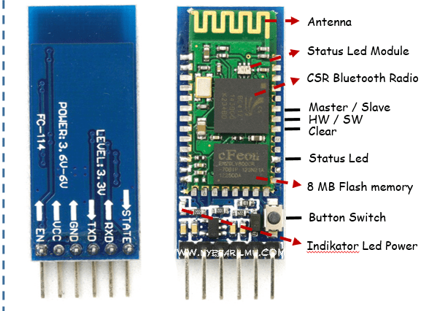 Antenna
Status Led Module
CSR Bluetooth Radio
Master / Slave
HW / SW
Clear
Status Led
8 MB Flash memory
Button Switch
Indikator Led Power
FC-114
POWER:3.6V-6V
LEVEL:3.3V
EN
VCC
GND
TXD
RXD
STATE
cFeon